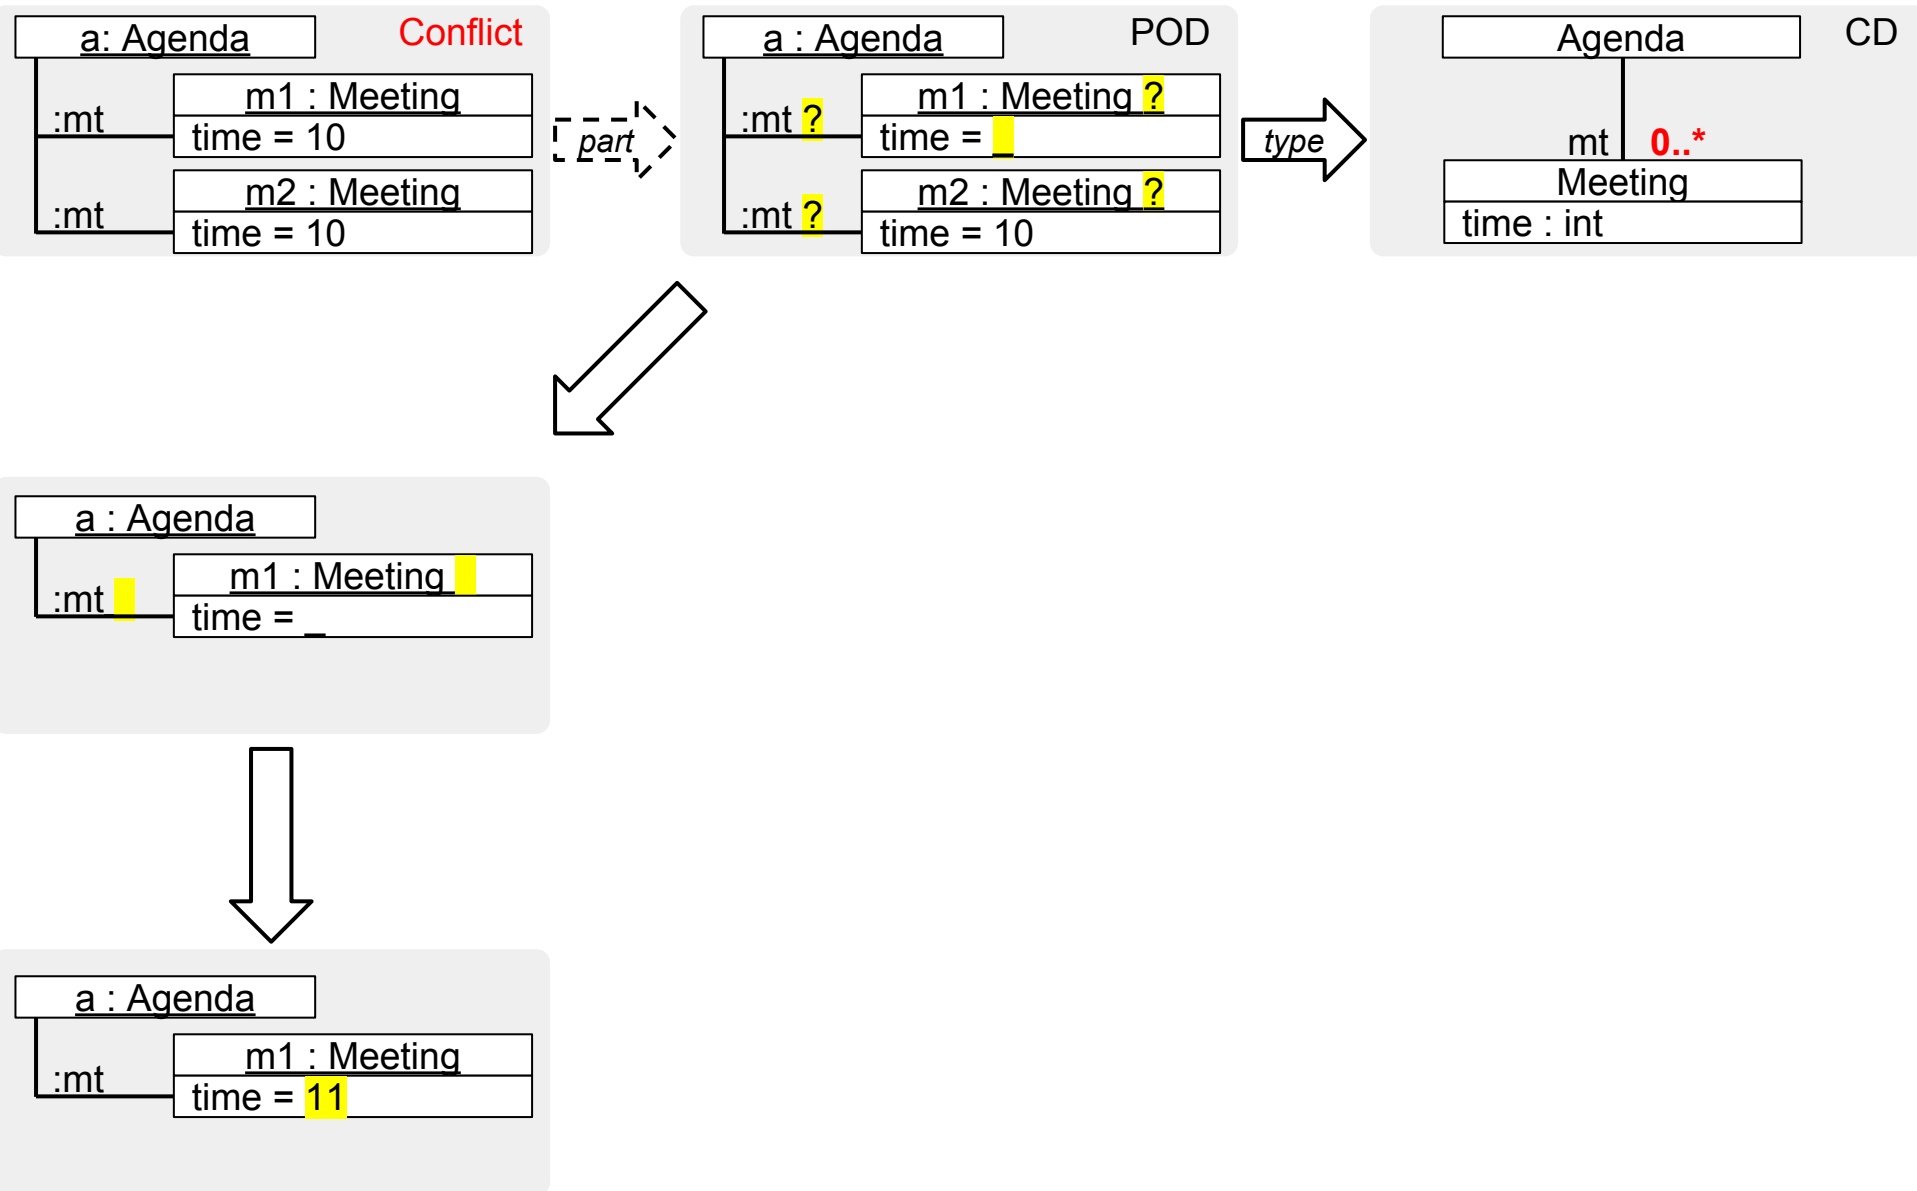 a: Agenda
Conflict
:mt
m1 : Meeting
time = 10
:mt
m2 : Meeting
time = 10
part
a : Agenda
POD
:mt ?
m1 : Meeting ?
time = _
:mt ?
m2 : Meeting ?
time = 10
type
Agenda
CD
mt
0..*
Meeting
time : int
a : Agenda
:mt
m1 : Meeting
time = _
a : Agenda
:mt
m1 : Meeting
time = 11